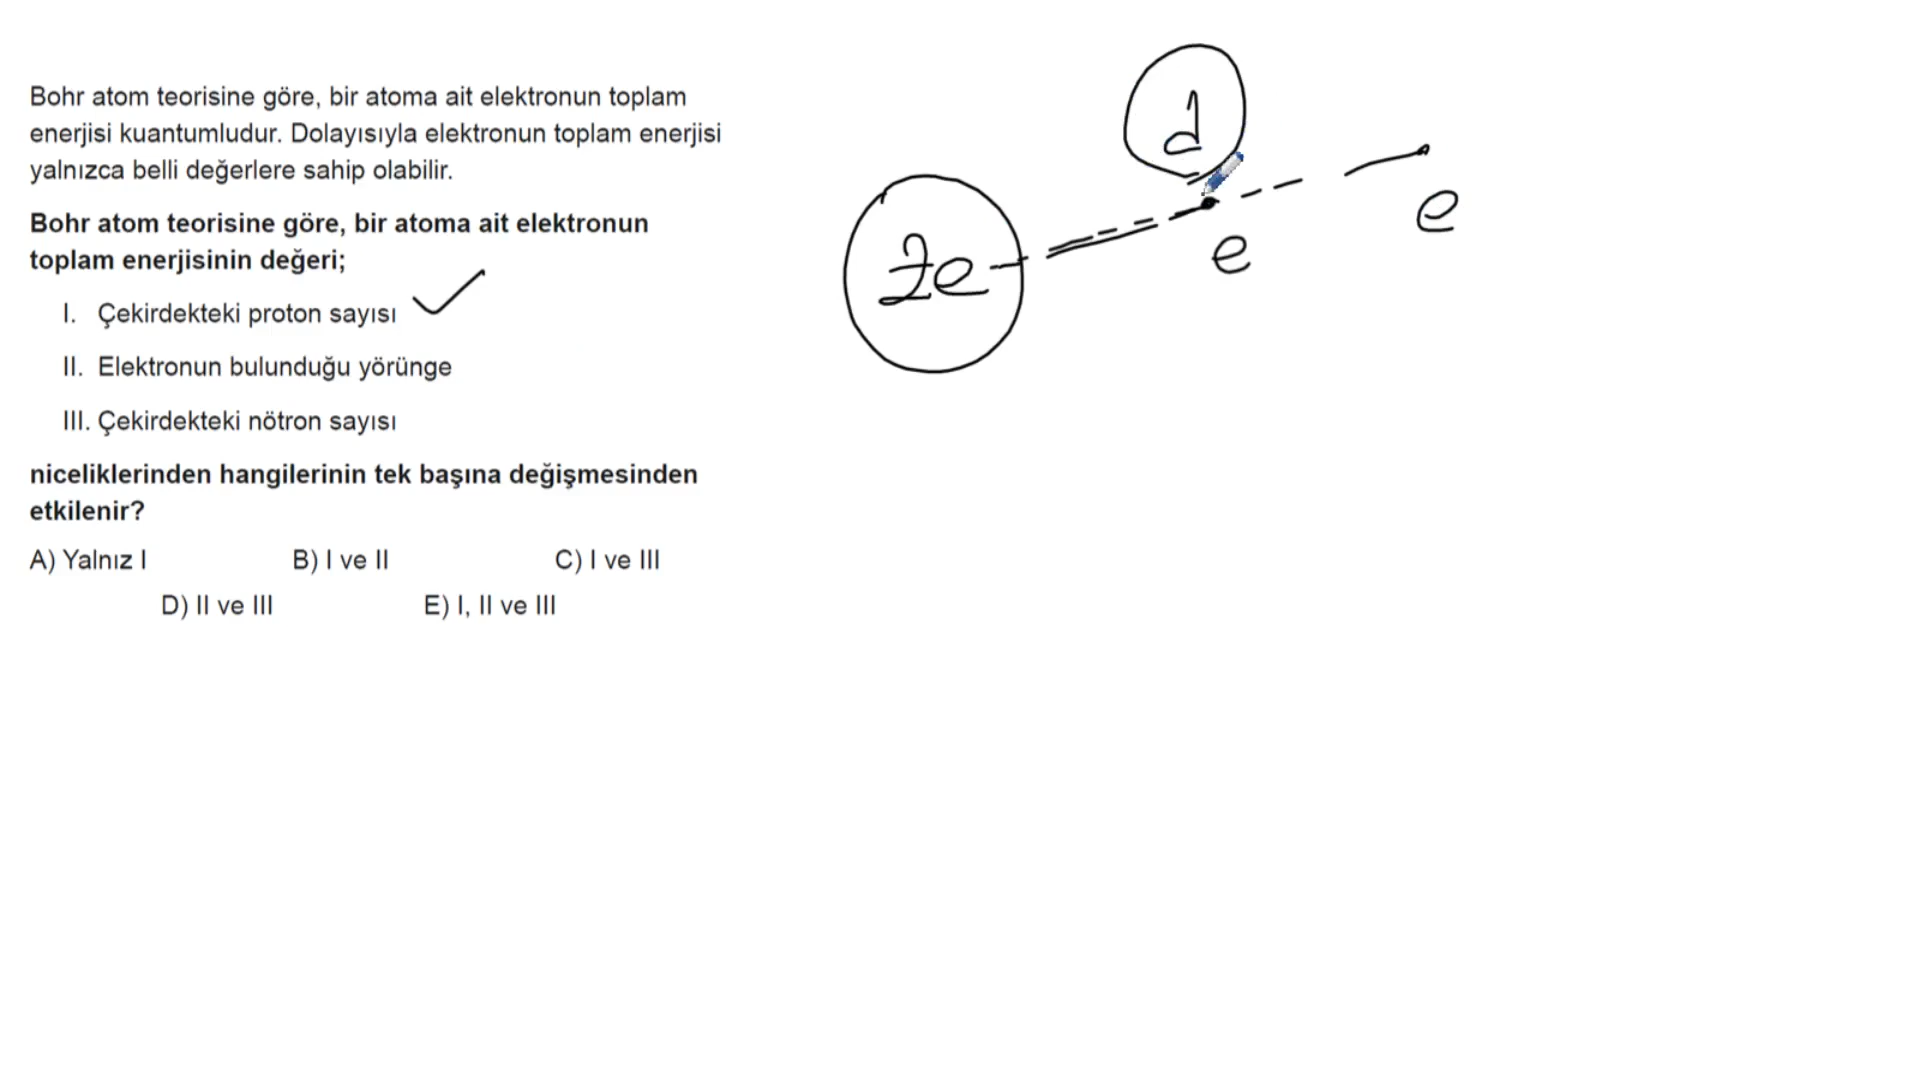 Bohr atom teorisine göre, bir atoma ait elektronun toplam
enerjisi kuantumludur. Dolayısıyla elektronun toplam enerjisi
yalnızca belli değerlere sahip olabilir.
Bohr atom teorisine göre, bir atoma ait elektronun
toplam enerjisinin değeri;
I. Çekirdekteki proton sayısı
II. Elektronun bulunduğu yörünge
III. Çekirdekteki nötron sayısı
niceliklerinden hangilerinin tek başına değişmesinden
etkilenir?
A) Yalnız I B) I ve II C) I ve III
D) II ve III E) I, II ve III
d
Ze
e
e